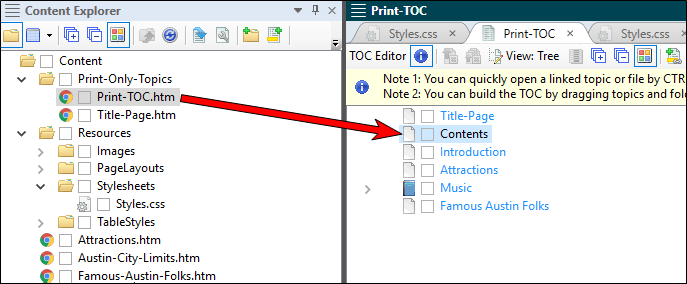 Content Explorer
Content
Print-Only-Topics
Print-TOC.htm
Title-Page.htm
Resources
Images
PageLayouts
Stylesheets
Styles.css
TableStyles
Attractions.htm
Austin-City-Limits.htm
Famous-Austin-Folks.htm
Print-TOC
Styles.css
Print-TOC
Styles.css
TOC Editor
View: Tree
Note 1: You can quickly open a linked topic or file by CTR
Note 2: You can build the TOC by dragging topics and fol
Title-Page
Contents
Introduction
Attractions
Music
Famous Austin Folks